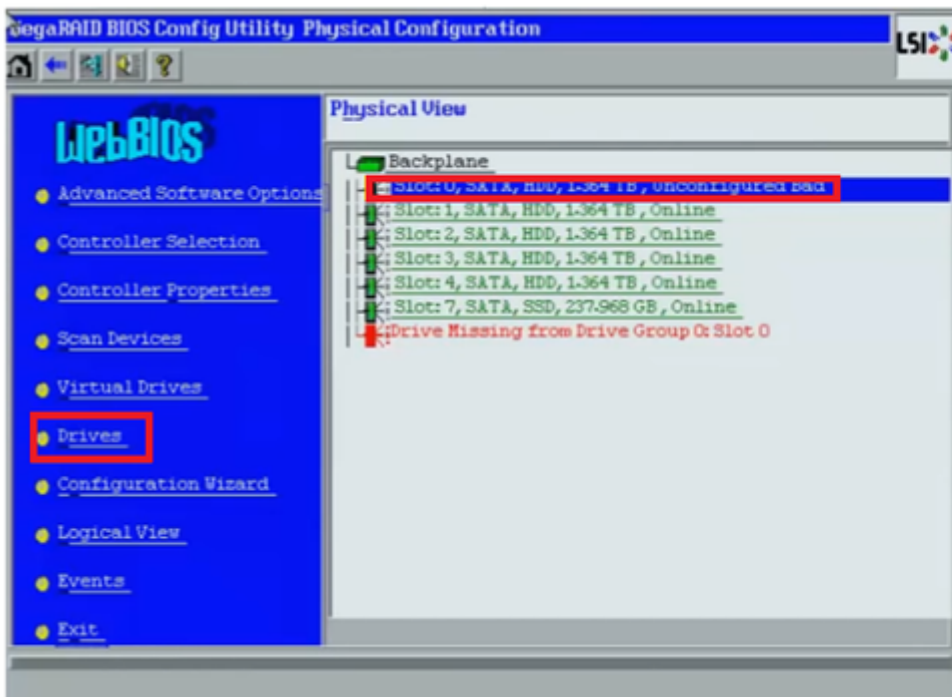 MegaRAID BIOS Config Utility Physical Configuration
LSI
?
WebBIOS
Advanced Software Options
Controller Selection
Controller Properties
Scan Devices
Virtual Drives
Drives
Configuration Wizard
Logical View
Events
Exit
Physical View
Backplane
Slot: 0, SATA, HDD, 1.364 TB, Unconfigured Bad
Slot: 1, SATA, HDD, 1.364 TB, Online
Slot: 2, SATA, HDD, 1.364 TB, Online
Slot: 3, SATA, HDD, 1.364 TB, Online
Slot: 4, SATA, HDD, 1.364 TB, Online
Slot: 7, SATA, SSD, 237.968 GB, Online
Drive Missing from Drive Group 0: Slot 0